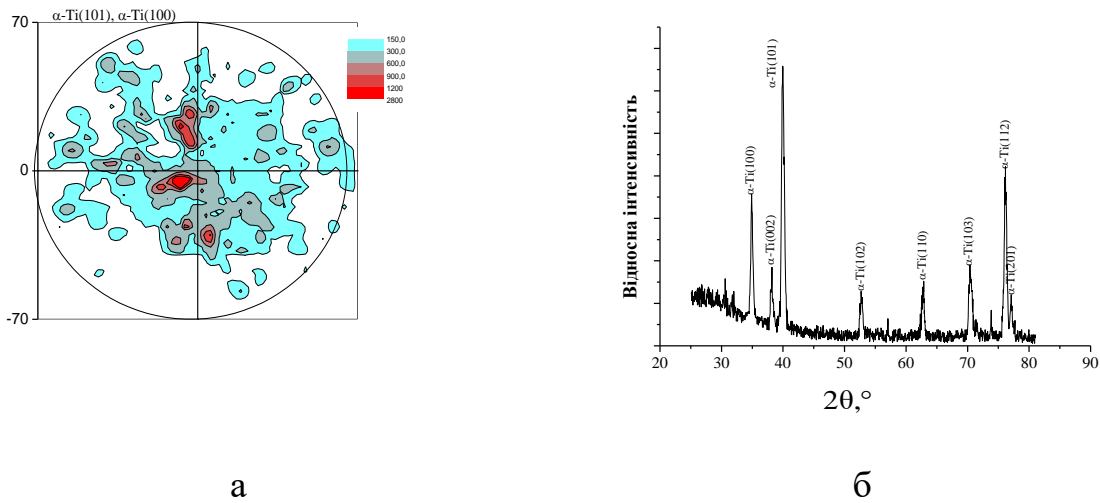 70
α-Ti(101), α-Ti(100)
150,0
300,0
600,0
900,0
1200
2800
0
-70
Відносна інтенсивність
α-Ti(100)
α-Ti(002)
α-Ti(101)
α-Ti(102)
α-Ti(110)
α-Ti(103)
α-Ti(112)
α-Ti(201)
20 30 40 50 60 70 80 90
2θ,°
а б